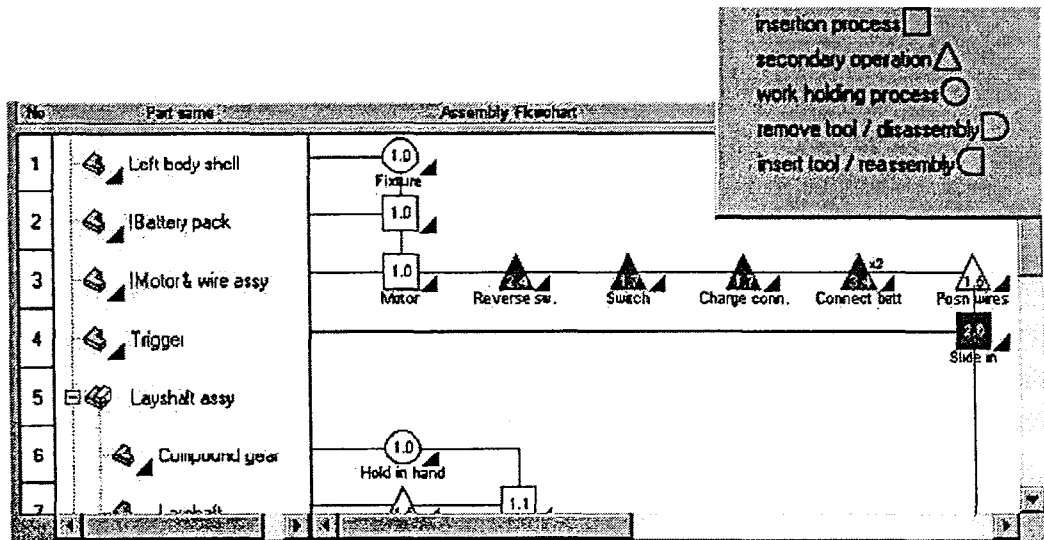 insertion process
secondary operation
work holding process
remove tool / disassembly
insert tool / reassembly
No Part name Assembly Flowchart
1 Left body shell 1.0
Fixture
2 Battery pack 1.0
3 Motor & wire assy 1.0 x2
Motor Reverse sw. Switch Charge conn. Connect batt Posn wires
4 Trigger 2.0
Slide in
5 Layshaft assy
6 Compound gear 1.0
Hold in hand
7 Layshaft 1.1